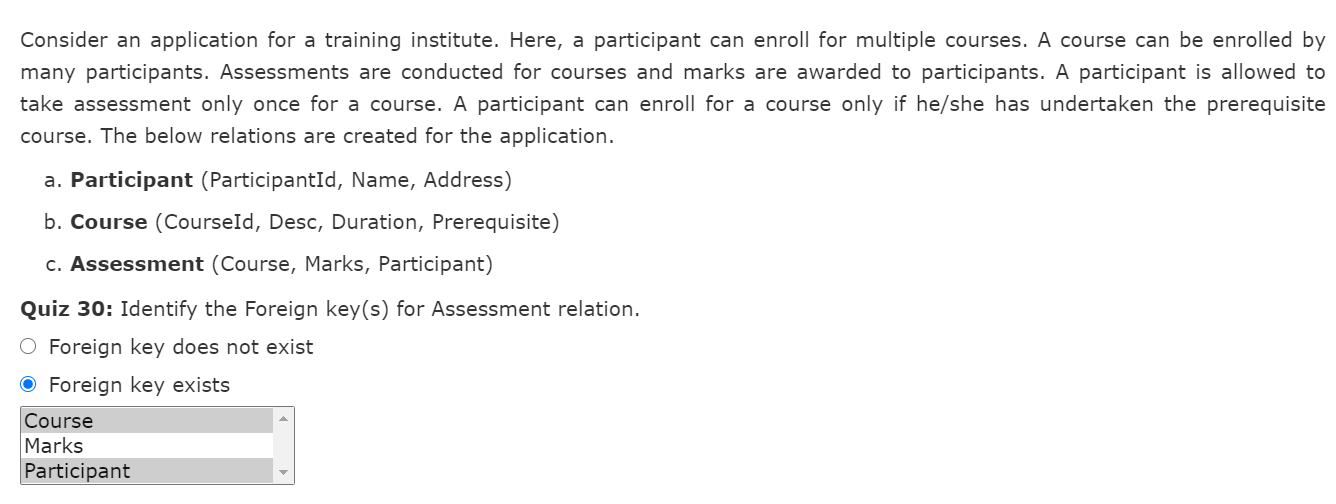 Consider an application for a training institute. Here, a participant can enroll for multiple courses. A course can be enrolled by
many participants. Assessments are conducted for courses and marks are awarded to participants. A participant is allowed to
take assessment only once for a course. A participant can enroll for a course only if he/she has undertaken the prerequisite
course. The below relations are created for the application.
a. Participant (ParticipantId, Name, Address)
b. Course (CourseId, Desc, Duration, Prerequisite)
c. Assessment (Course, Marks, Participant)
Quiz 30: Identify the Foreign key(s) for Assessment relation.
Foreign key does not exist
Foreign key exists
Course
Marks
Participant